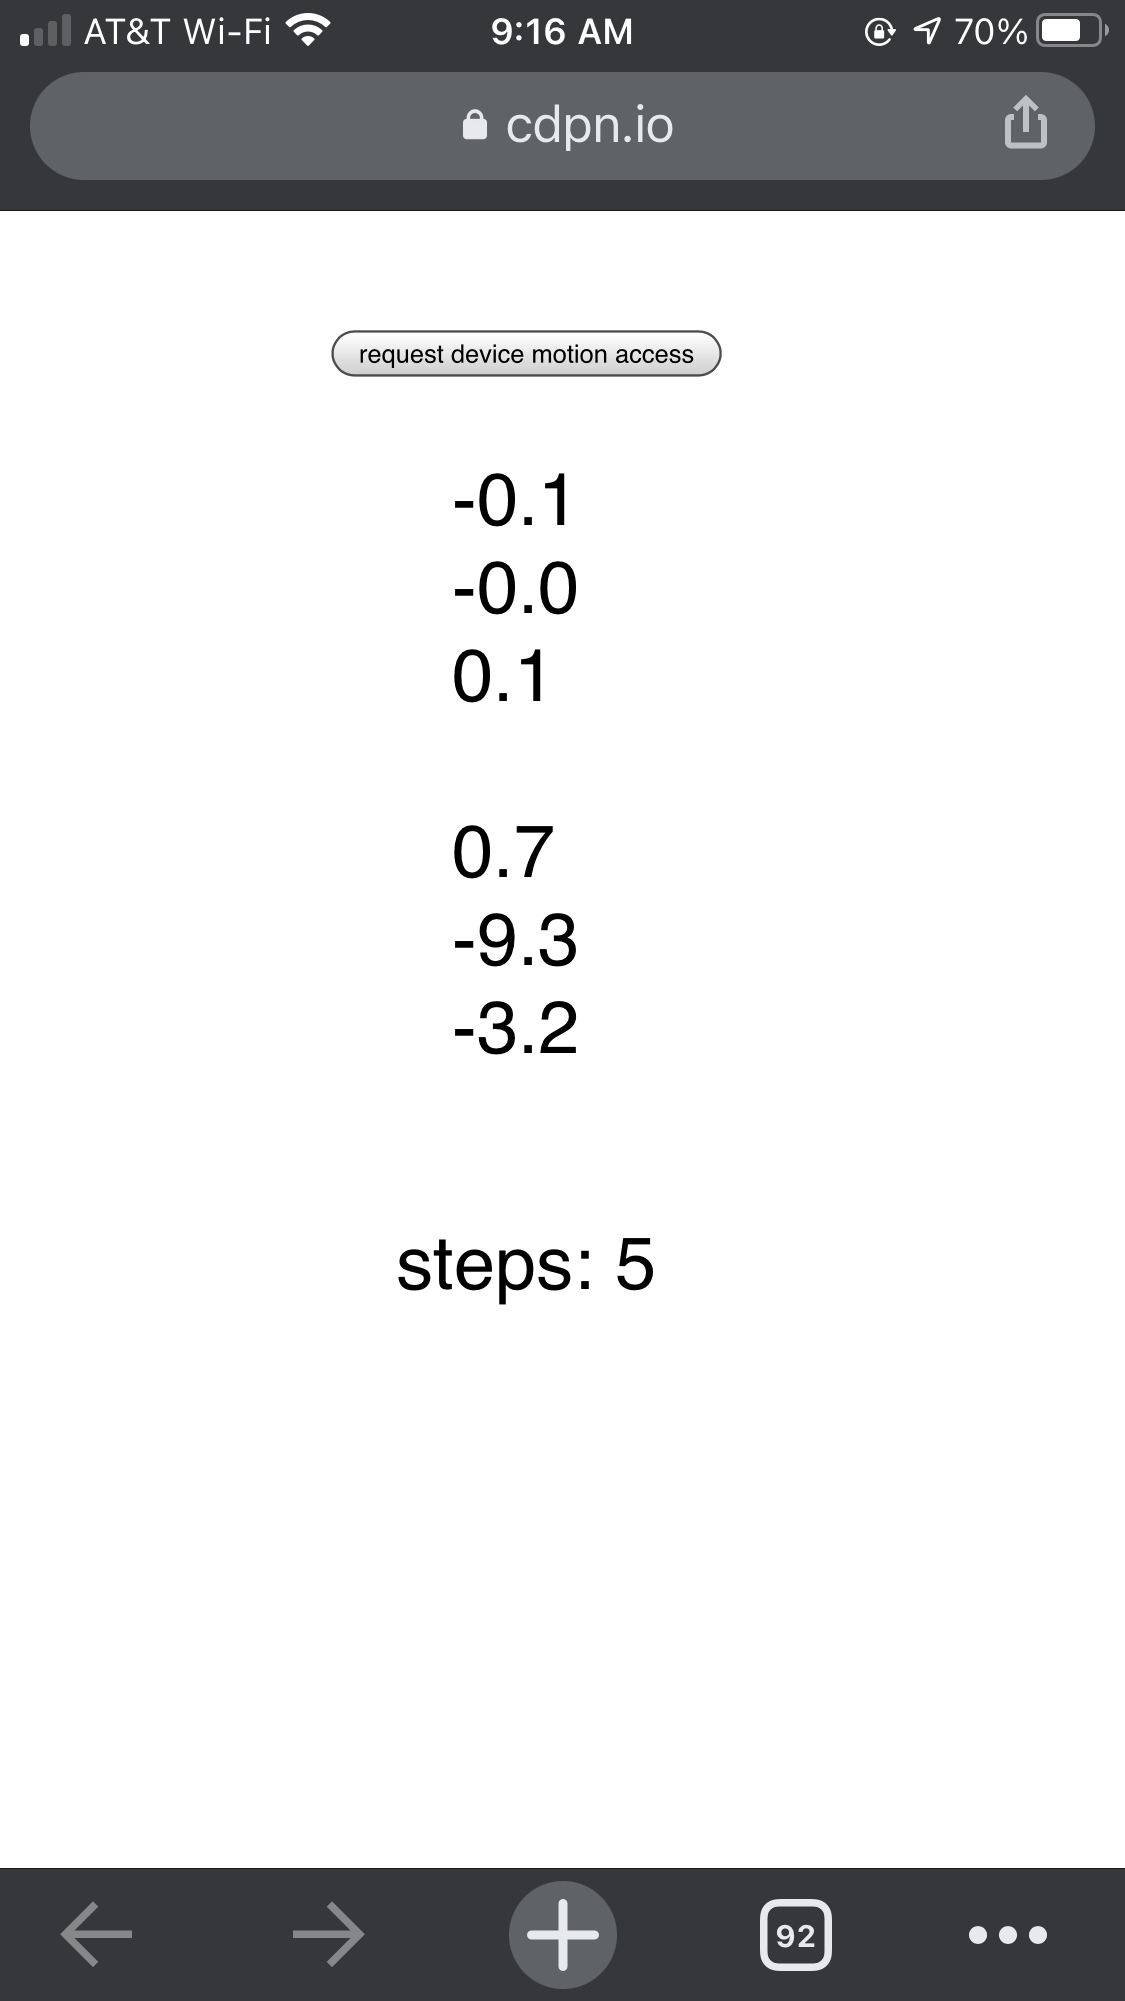 AT&T Wi-Fi 9:16 AM 70%
cdpn.io
request device motion access
-0.1
-0.0
0.1
0.7
-9.3
-3.2
steps: 5
92